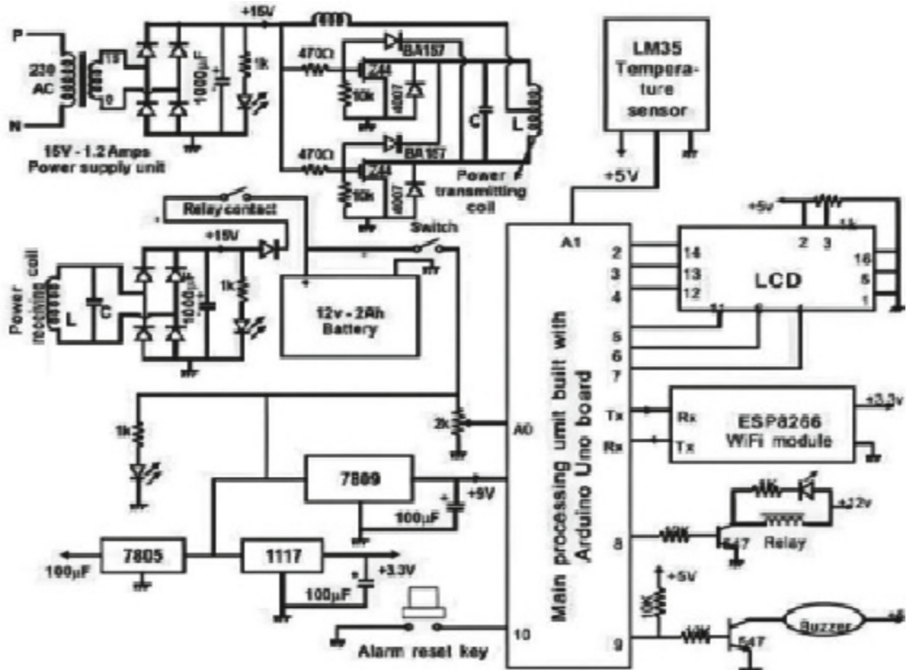 +15V
P
230
AC
N
0
1000µF
1k
470Ω
BA157
Z44
10k
4007
C
L
470Ω
BA157
Z44
10k
4007
15V - 1.2 Amps
Power supply unit
Power
transmitting
coil
LM35
Tempera-
ture
sensor
+5V
Relay contact
Switch
+15V
Power
receiving coil
L
C
1000µF
1k
+
12v - 2Ah
Battery
A1
2
3
4
5
6
7
Tx
Rx
8
9
10
A0
Main processing umit built with
Arduino Uno board
+5v
1k
2
3
14
13
12
11
LCD
16
5
1
Rx
Tx
ESP8266
WiFi module
+3.3v
1k
2k
7809
+9V
100µF
7805
100µF
1117
+3.3V
100µF
Alarm reset key
+12v
Relay
547
+5V
10K
547
Buzzer